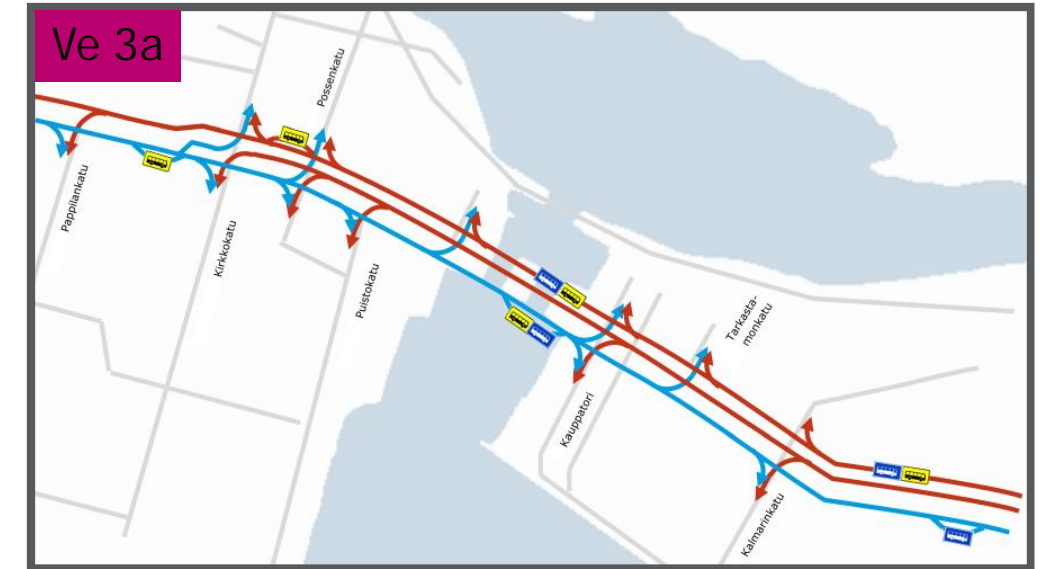 Ve 3a
Possenkatu
Pappilankatu
Kirkkokatu
Puistokatu
Tarkasta-
monkatu
Kauppatori
Kalmarinkatu